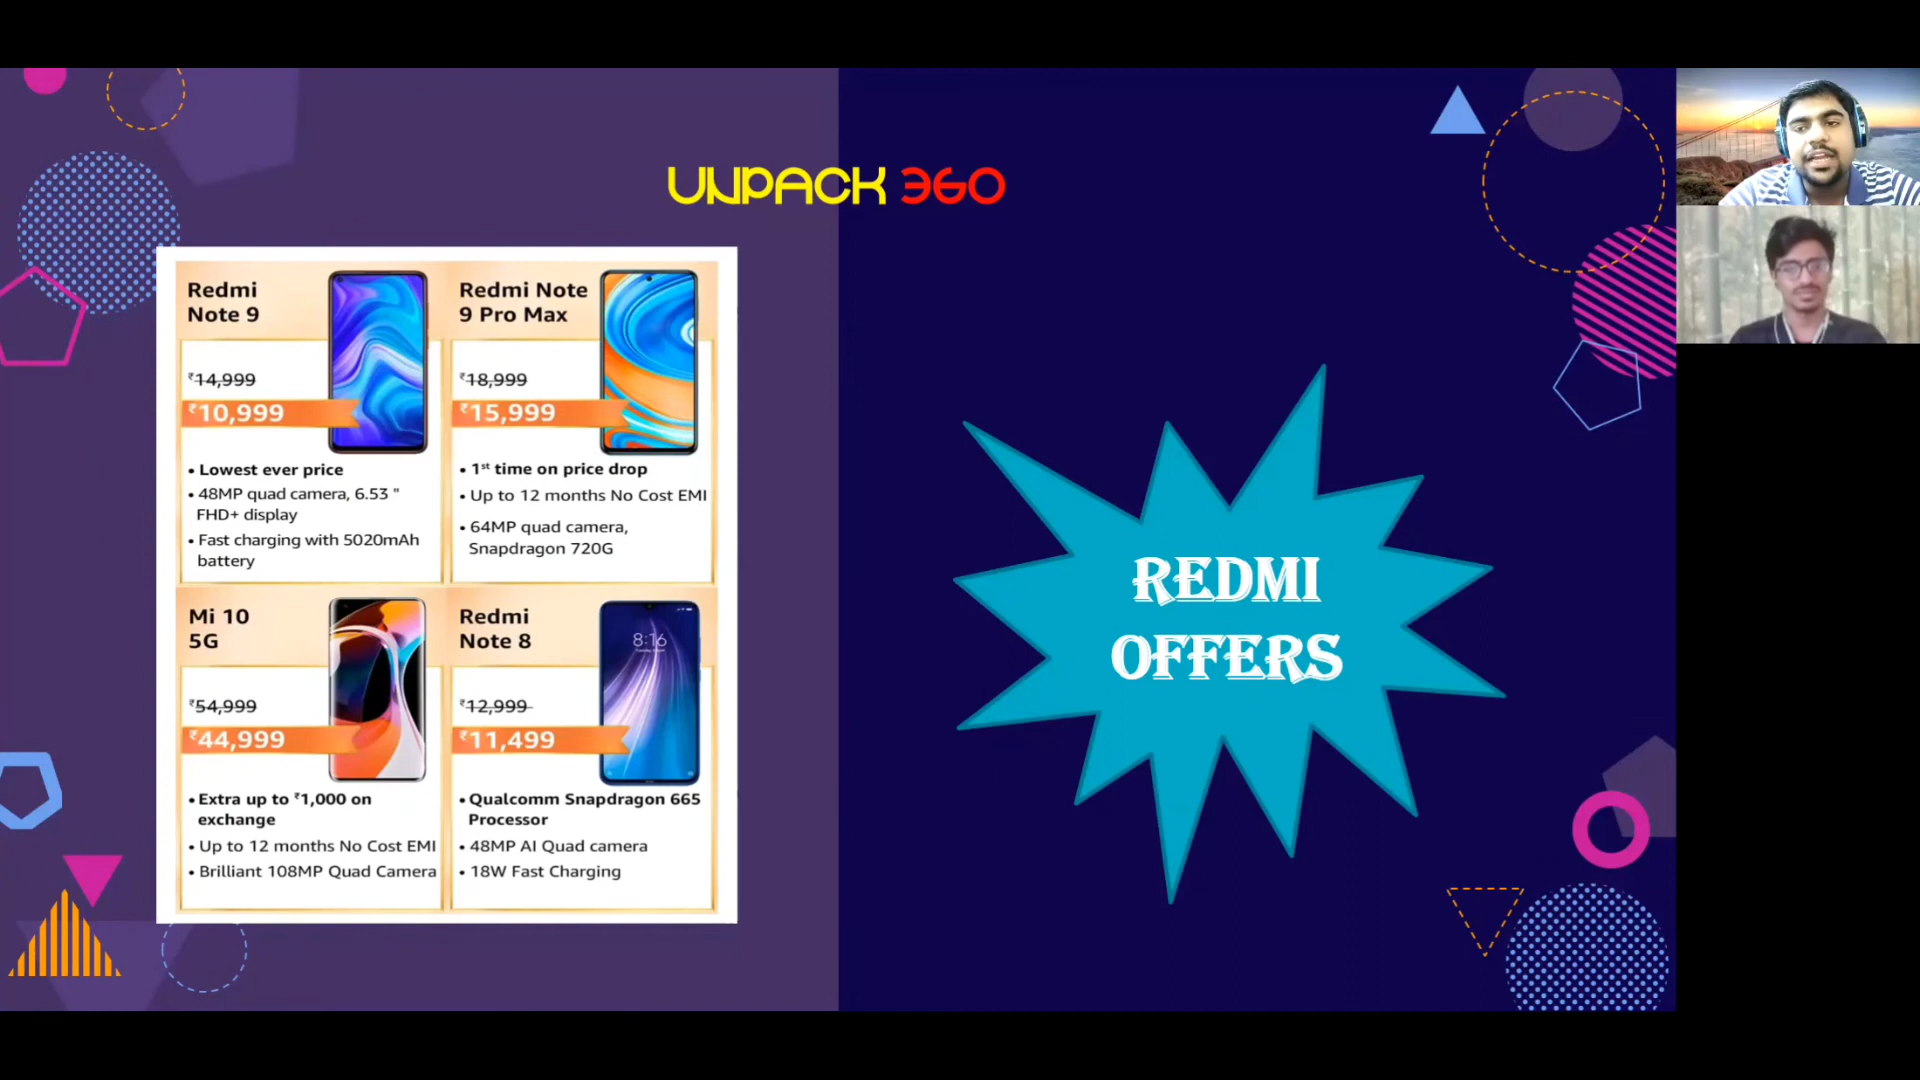 UNPACK 360
Redmi
Note 9
₹14,999
₹10,999
• Lowest ever price
• 48MP quad camera, 6.53 "
FHD+ display
• Fast charging with 5020mAh
battery
Redmi Note
9 Pro Max
₹18,999
₹15,999
• 1st time on price drop
• Up to 12 months No Cost EMI
• 64MP quad camera,
Snapdragon 720G
Mi 10
5G
₹54,999
₹44,999
• Extra up to ₹1,000 on
exchange
• Up to 12 months No Cost EMI
• Brilliant 108MP Quad Camera
Redmi
Note 8
8:16
₹12,999
₹11,499
• Qualcomm Snapdragon 665
Processor
• 48MP AI Quad camera
• 18W Fast Charging
REDMI
OFFERS